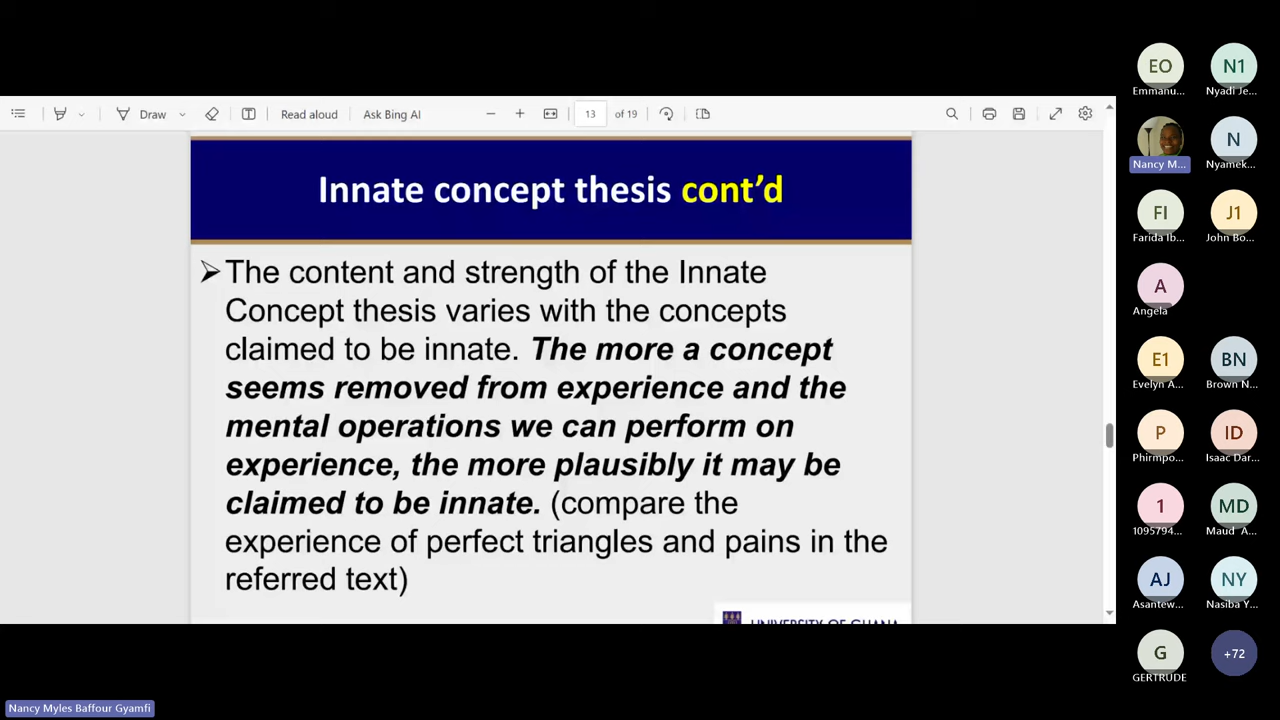 Draw
Read aloud
Ask Bing AI
13 of 19
Innate concept thesis cont'd
The content and strength of the Innate
Concept thesis varies with the concepts
claimed to be innate. The more a concept
seems removed from experience and the
mental operations we can perform on
experience, the more plausibly it may be
claimed to be innate. (compare the
experience of perfect triangles and pains in the
referred text)
UNIVERSITY OF GHANA
EO
Emmanu...
N1
Nyadi Je...
Nancy M...
N
Nyamek...
FI
Farida Ib...
J1
John Bo...
A
Angela
E1
Evelyn A...
BN
Brown N...
P
Phirmpo...
ID
Isaac Dar...
1
1095794...
MD
Maud A...
AJ
Asantew...
NY
Nasiba Y...
G
GERTRUDE
+72
Nancy Myles Baffour Gyamfi